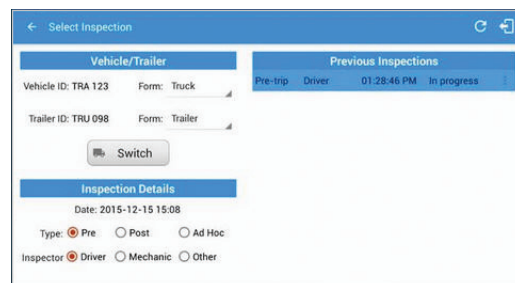 Select Inspection
Vehicle/Trailer
Vehicle ID: TRA 123 Form: Truck
Trailer ID: TRU 098 Form: Trailer
Switch
Inspection Details
Date: 2015-12-15 15:08
Type: Pre Post Ad Hoc
Inspector Driver Mechanic Other
Previous Inspections
Pre-trip Driver 01:28:46 PM In progress